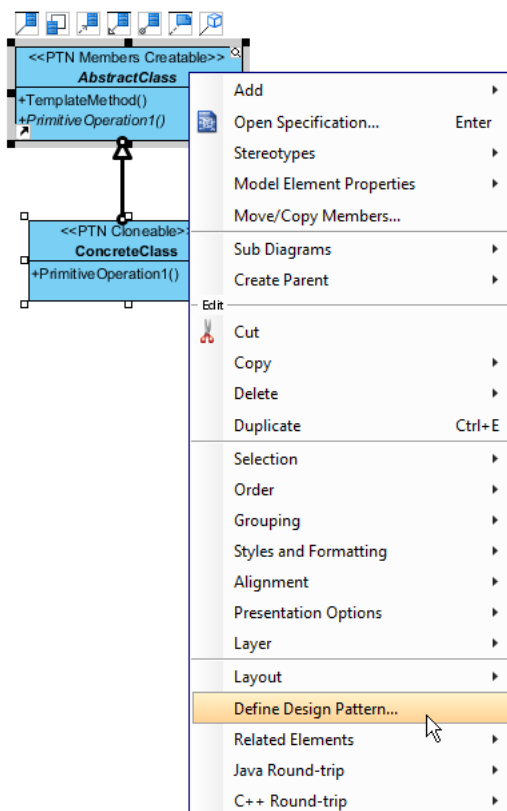 <<PTN Members Creatable>>
AbstractClass
+TemplateMethod()
+PrimitiveOperation1()
<<PTN Cloneable>>
ConcreteClass
+PrimitiveOperation1()
Add
Open Specification... Enter
Stereotypes
Model Element Properties
Move/Copy Members...
Sub Diagrams
Create Parent
Edit
Cut
Copy
Delete
Duplicate Ctrl+E
Selection
Order
Grouping
Styles and Formatting
Alignment
Presentation Options
Layer
Layout
Define Design Pattern...
Related Elements
Java Round-trip
C++ Round-trip